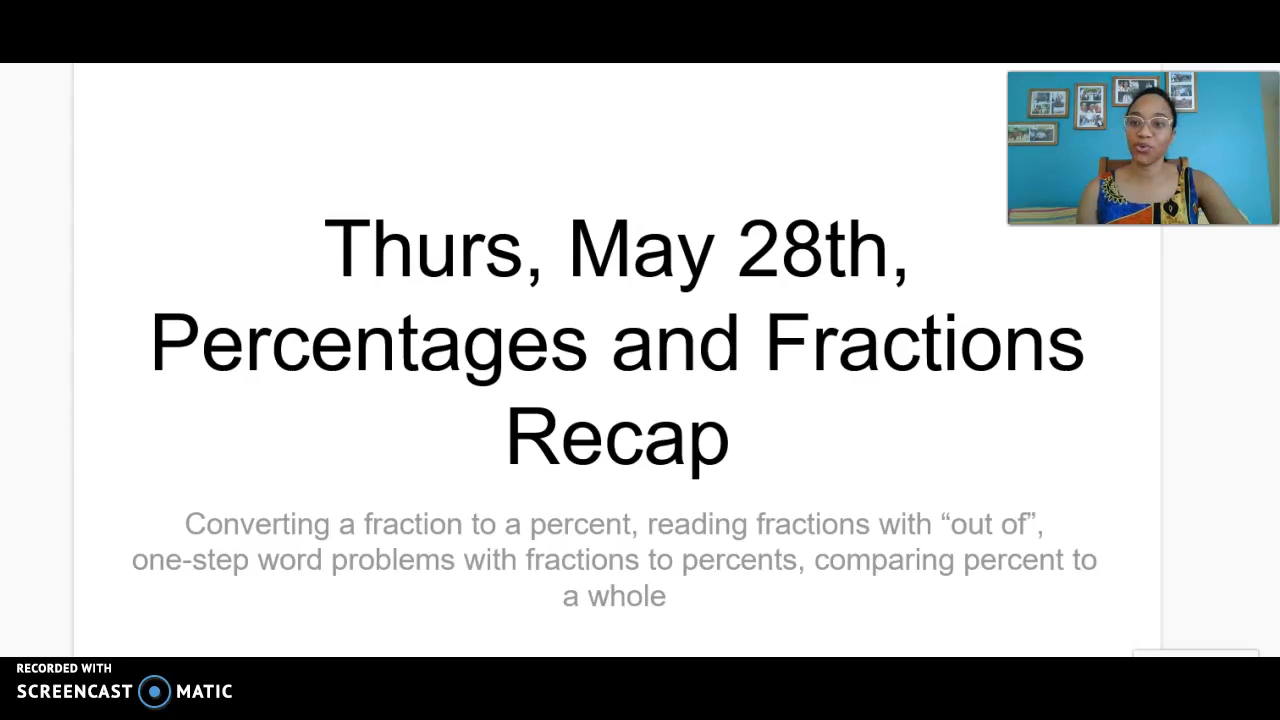 Thurs, May 28th,
Percentages and Fractions
Recap
Converting a fraction to a percent, reading fractions with “out of”,
one-step word problems with fractions to percents, comparing percent to
a whole
RECORDED WITH
SCREENCAST MATIC